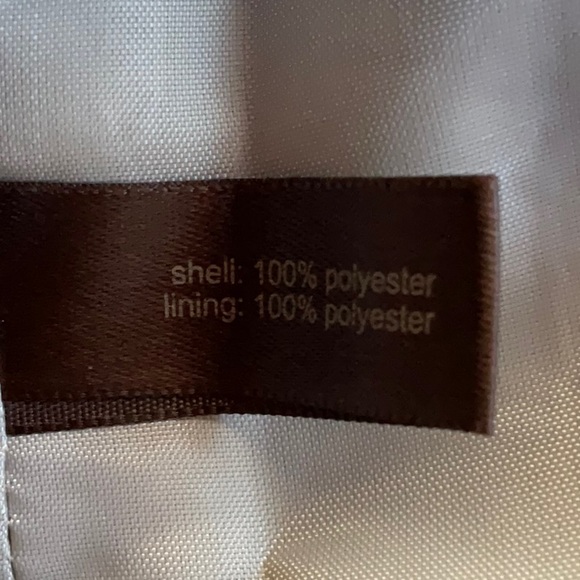 shell: 100% polyester
lining: 100% polyester